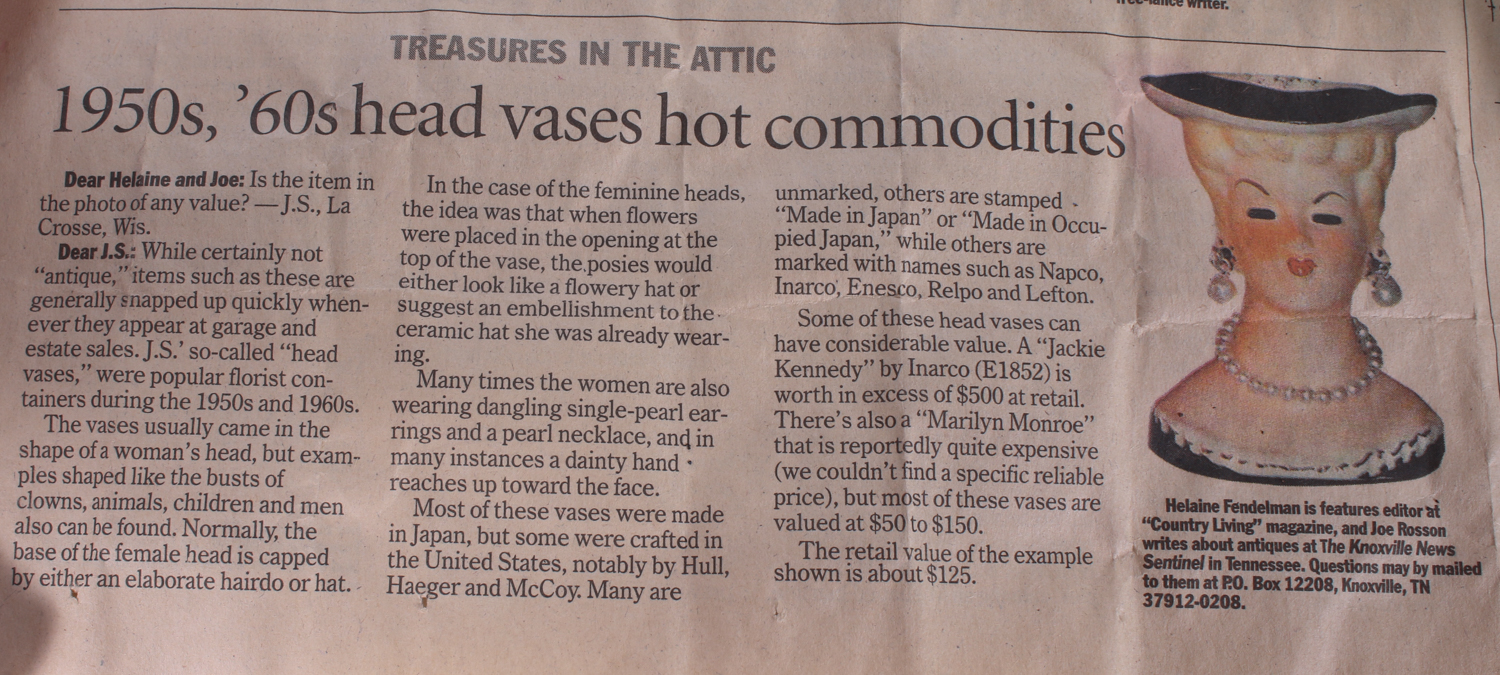 free-lance writer.
TREASURES IN THE ATTIC
1950s, ’60s head vases hot commodities
Dear Helaine and Joe: Is the item in
the photo of any value? — J.S., La
Crosse, Wis.
Dear J.S.: While certainly not
“antique,” items such as these are
generally snapped up quickly when-
ever they appear at garage and
estate sales. J.S.’ so-called “head
vases,” were popular florist con-
tainers during the 1950s and 1960s.
The vases usually came in the
shape of a woman’s head, but exam-
ples shaped like the busts of
clowns, animals, children and men
also can be found. Normally, the
base of the female head is capped
by either an elaborate hairdo or hat.
In the case of the feminine heads,
the idea was that when flowers
were placed in the opening at the
top of the vase, the posies would
either look like a flowery hat or
suggest an embellishment to the
ceramic hat she was already wear-
ing.
Many times the women are also
wearing dangling single-pearl ear-
rings and a pearl necklace, and in
many instances a dainty hand
reaches up toward the face.
Most of these vases were made
in Japan, but some were crafted in
the United States, notably by Hull,
Haeger and McCoy. Many are
unmarked, others are stamped
“Made in Japan” or “Made in Occu-
pied Japan,” while others are
marked with names such as Napco,
Inarco, Enesco, Relpo and Lefton.
Some of these head vases can
have considerable value. A “Jackie
Kennedy” by Inarco (E1852) is
worth in excess of $500 at retail.
There’s also a “Marilyn Monroe”
that is reportedly quite expensive
(we couldn’t find a specific reliable
price), but most of these vases are
valued at $50 to $150.
The retail value of the example
shown is about $125.
Helaine Fendelman is features editor at
“Country Living” magazine, and Joe Rosson
writes about antiques at The Knoxville News
Sentinel in Tennessee. Questions may by mailed
to them at P.O. Box 12208, Knoxville, TN
37912-0208.